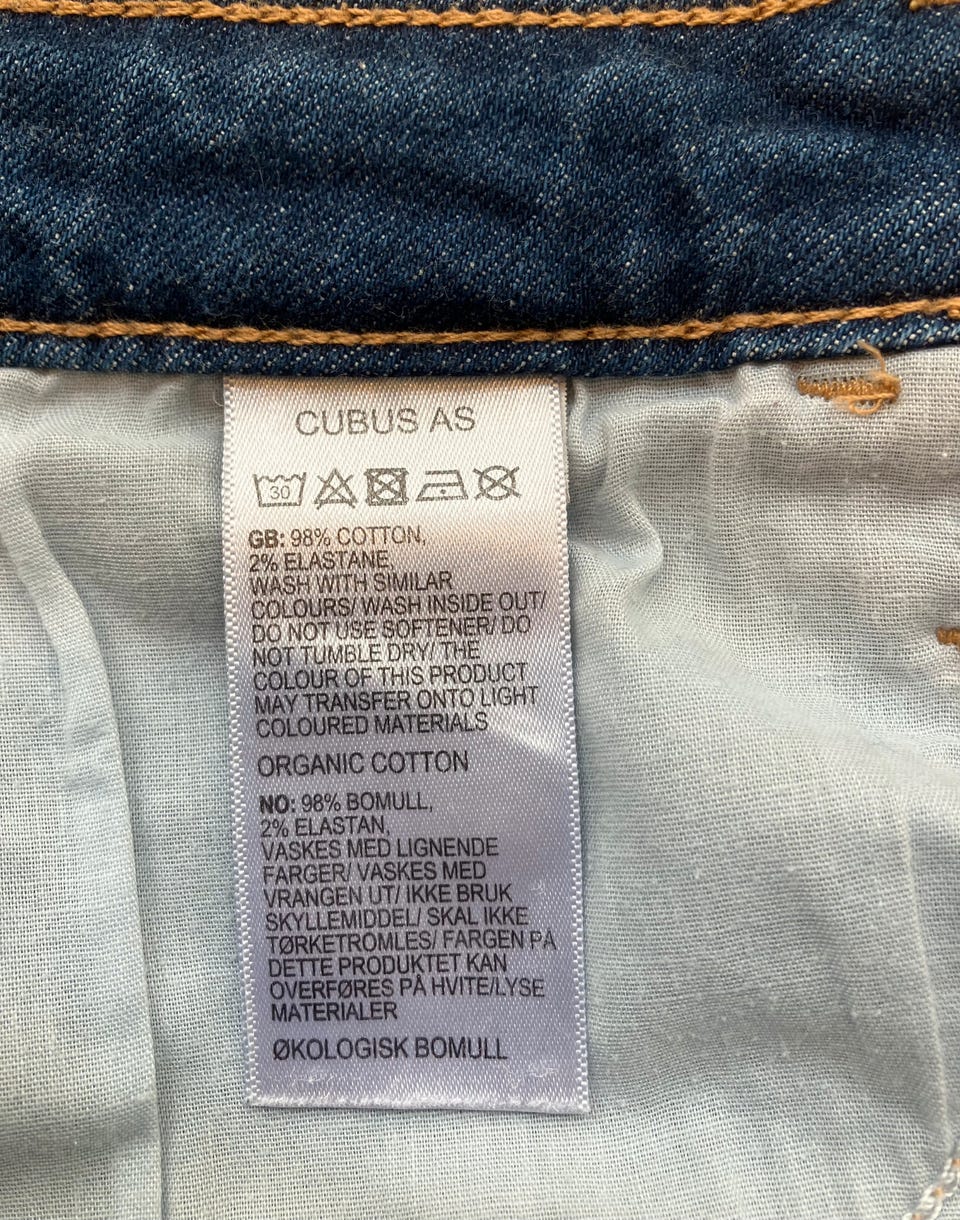 CUBUS AS
30
GB: 98% COTTON,
2% ELASTANE,
WASH WITH SIMILAR
COLOURS/ WASH INSIDE OUT/
DO NOT USE SOFTENER/ DO
NOT TUMBLE DRY/ THE
COLOUR OF THIS PRODUCT
MAY TRANSFER ONTO LIGHT
COLOURED MATERIALS
ORGANIC COTTON
NO: 98% BOMULL,
2% ELASTAN,
VASKES MED LIGNENDE
FARGER/ VASKES MED
VRANGEN UT/ IKKE BRUK
SKYLLEMIDDEL/ SKAL IKKE
TØRKETROMLES/ FARGEN PÅ
DETTE PRODUKTET KAN
OVERFØRES PÅ HVITE/LYSE
MATERIALER
ØKOLOGISK BOMULL